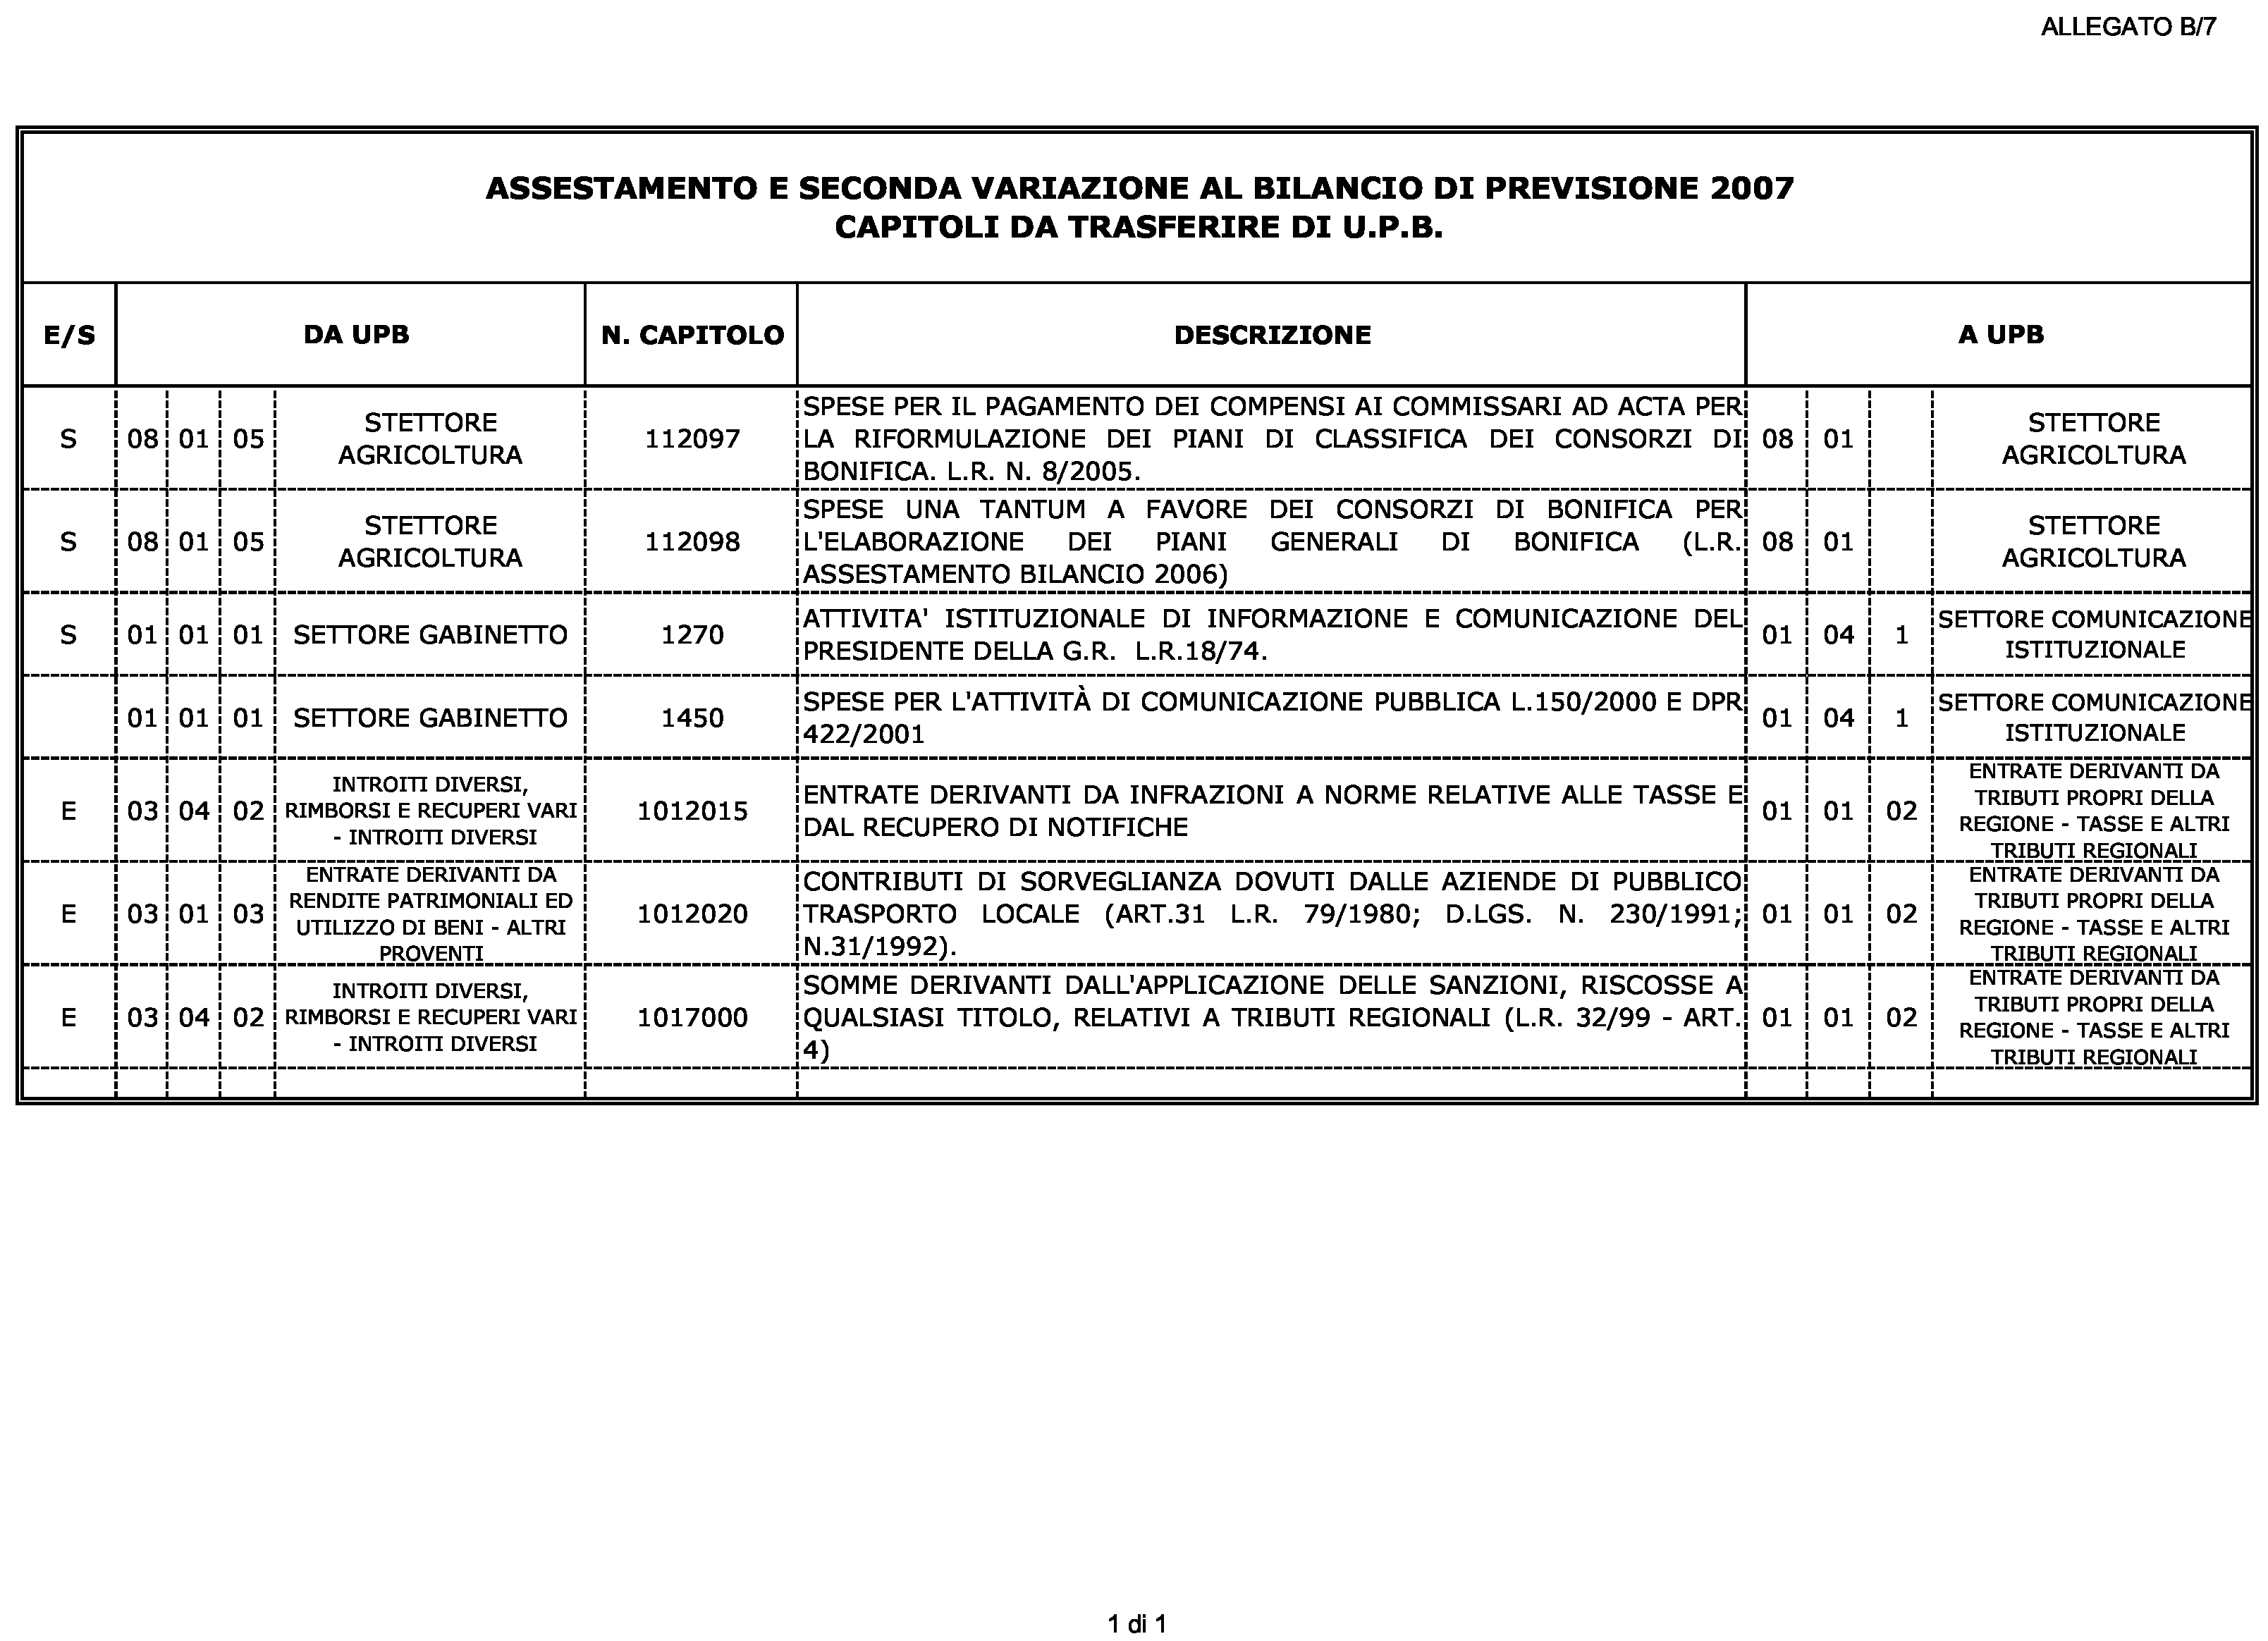 ALLEGATO B/7
ASSESTAMENTO E SECONDA VARIAZIONE AL BILANCIO DI PREVISIONE 2007
CAPITOLI DA TRASFERIRE DI U.P.B.
E/S DA UPB N. CAPITOLO DESCRIZIONE A UPB
S 08 01 05 STETTORE AGRICOLTURA 112097 SPESE PER IL PAGAMENTO DEI COMPENSI AI COMMISSARI AD ACTA PER
LA RIFORMULAZIONE DEI PIANI DI CLASSIFICA DEI CONSORZI DI
BONIFICA. L.R. N. 8/2005. 08 01 STETTORE AGRICOLTURA
S 08 01 05 STETTORE AGRICOLTURA 112098 SPESE UNA TANTUM A FAVORE DEI CONSORZI DI BONIFICA PER
L'ELABORAZIONE DEI PIANI GENERALI DI BONIFICA (L.R.
ASSESTAMENTO BILANCIO 2006) 08 01 STETTORE AGRICOLTURA
S 01 01 01 SETTORE GABINETTO 1270 ATTIVITA' ISTITUZIONALE DI INFORMAZIONE E COMUNICAZIONE DEL
PRESIDENTE DELLA G.R. L.R.18/74. 01 04 1 SETTORE COMUNICAZIONE
ISTITUZIONALE
01 01 01 SETTORE GABINETTO 1450 SPESE PER L'ATTIVITÀ DI COMUNICAZIONE PUBBLICA L.150/2000 E DPR
422/2001 01 04 1 SETTORE COMUNICAZIONE
ISTITUZIONALE
E 03 04 02 INTROITI DIVERSI,
RIMBORSI E RECUPERI VARI
- INTROITI DIVERSI 1012015 ENTRATE DERIVANTI DA INFRAZIONI A NORME RELATIVE ALLE TASSE E
DAL RECUPERO DI NOTIFICHE 01 01 02 ENTRATE DERIVANTI DA
TRIBUTI PROPRI DELLA
REGIONE - TASSE E ALTRI
TRIBUTI REGIONALI
E 03 01 03 ENTRATE DERIVANTI DA
RENDITE PATRIMONIALI ED
UTILIZZO DI BENI - ALTRI
PROVENTI 1012020 CONTRIBUTI DI SORVEGLIANZA DOVUTI DALLE AZIENDE DI PUBBLICO
TRASPORTO LOCALE (ART.31 L.R. 79/1980; D.LGS. N. 230/1991;
N.31/1992). 01 01 02 ENTRATE DERIVANTI DA
TRIBUTI PROPRI DELLA
REGIONE - TASSE E ALTRI
TRIBUTI REGIONALI
E 03 04 02 INTROITI DIVERSI,
RIMBORSI E RECUPERI VARI
- INTROITI DIVERSI 1017000 SOMME DERIVANTI DALL'APPLICAZIONE DELLE SANZIONI, RISCOSSE A
QUALSIASI TITOLO, RELATIVI A TRIBUTI REGIONALI (L.R. 32/99 - ART.
4) 01 01 02 ENTRATE DERIVANTI DA
TRIBUTI PROPRI DELLA
REGIONE - TASSE E ALTRI
TRIBUTI REGIONALI
1 di 1